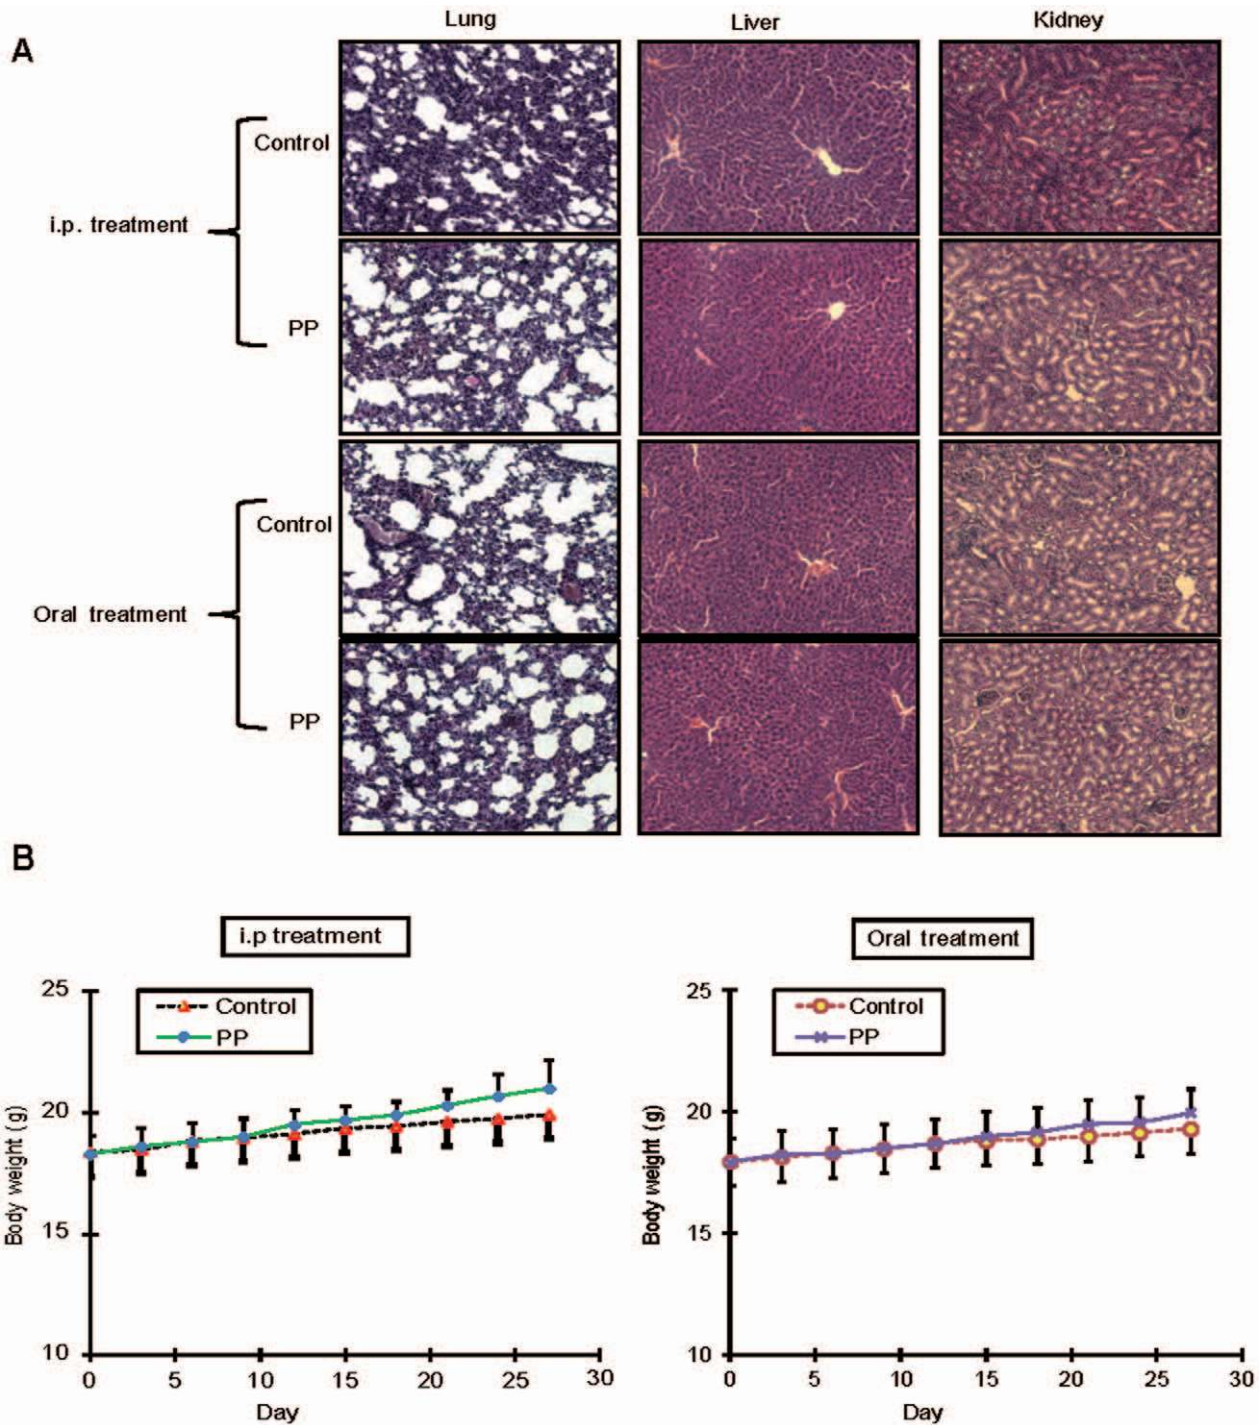 A
Lung Liver Kidney
Control
i.p. treatment
PP
Control
Oral treatment
PP
B
i.p treatment
Oral treatment
Control
PP
Control
PP
25
20
15
10
Body weight (g)
0 5 10 15 20 25 30
Day
25
20
15
10
Body weight (g)
0 5 10 15 20 25 30
Day